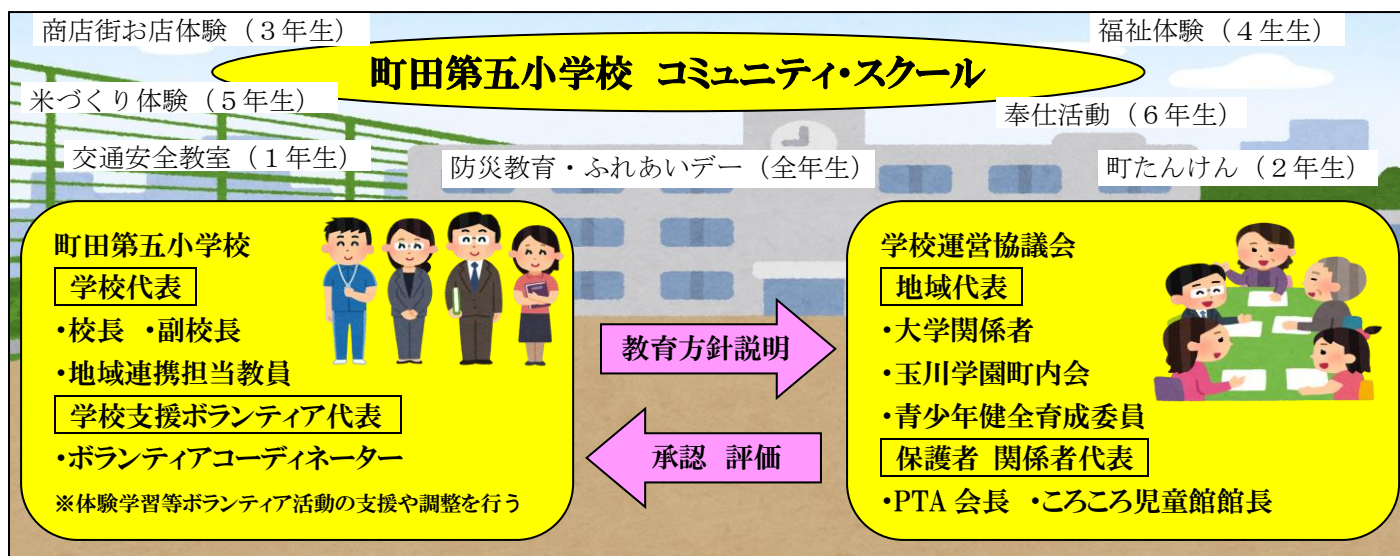 商店街お店体験（３年生）
福祉体験（４生生）
町田第五小学校 コミュニティ・スクール
米づくり体験（５年生）
奉仕活動（６年生）
交通安全教室（１年生）
防災教育・ふれあいデー（全年生）
町たんけん（２年生）
町田第五小学校
学校代表
・校長 ・副校長
・地域連携担当教員
学校支援ボランティア代表
・ボランティアコーディネーター
※体験学習等ボランティア活動の支援や調整を行う
教育方針説明
承認 評価
学校運営協議会
地域代表
・大学関係者
・玉川学園町内会
・青少年健全育成委員
保護者 関係者代表
・PTA 会長 ・ころころ児童館館長